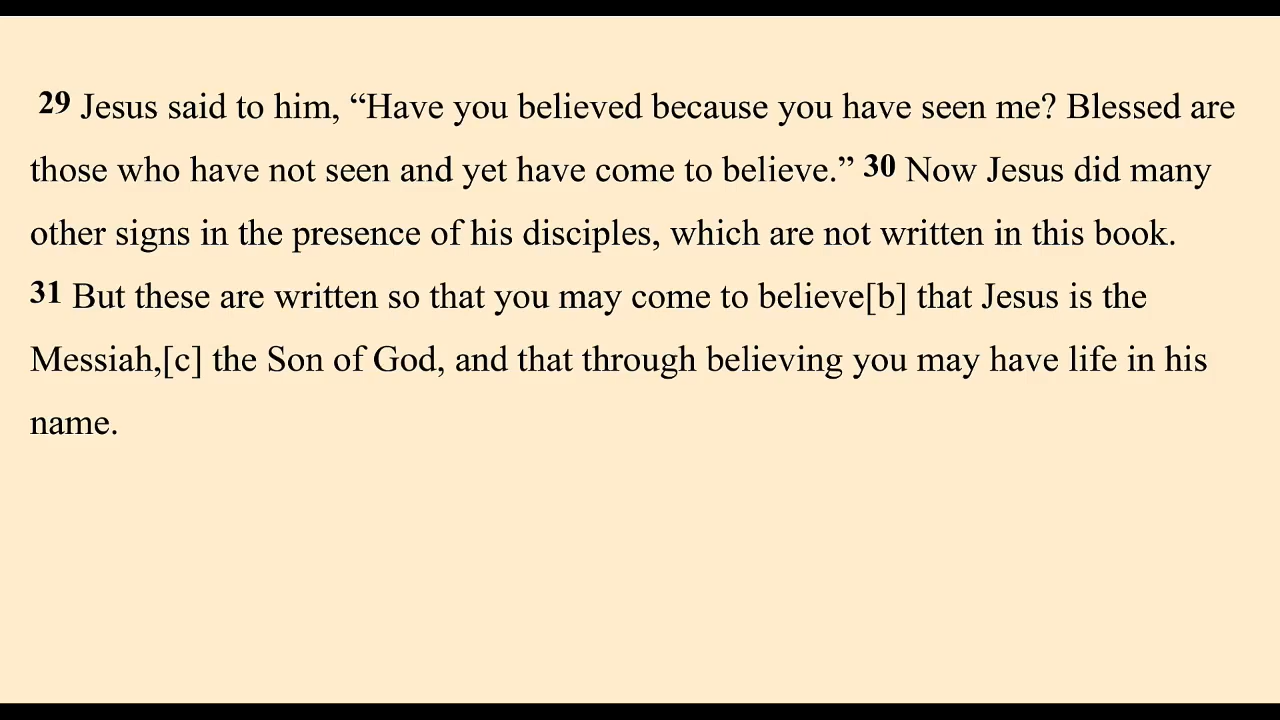 29 Jesus said to him, “Have you believed because you have seen me? Blessed are
those who have not seen and yet have come to believe.” 30 Now Jesus did many
other signs in the presence of his disciples, which are not written in this book.
31 But these are written so that you may come to believe[b] that Jesus is the
Messiah,[c] the Son of God, and that through believing you may have life in his
name.